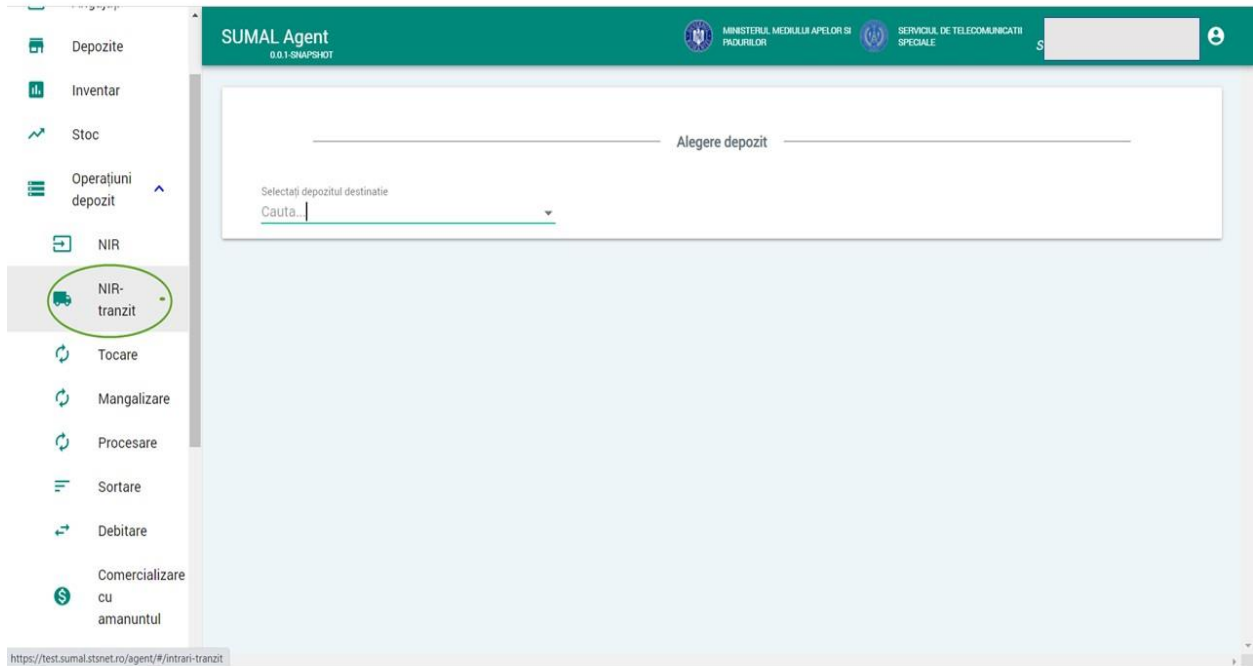 Angajați
Depozite
Inventar
Stoc
Operațiuni
depozit
NIR
NIR-
tranzit
Tocare
Mangalizare
Procesare
Sortare
Debitare
Comercializare
cu
amanuntul
SUMAL Agent
0.0.1-SNAPSHOT
MINISTERUL MEDIULUI APELOR SI
PADURILOR
SERVICIUL DE TELECOMUNICATII
SPECIALE
S
Alegere depozit
Selectați depozitul destinatie
Cauta...
https://test.sumal.stsnet.ro/agent/#/intrari-tranzit